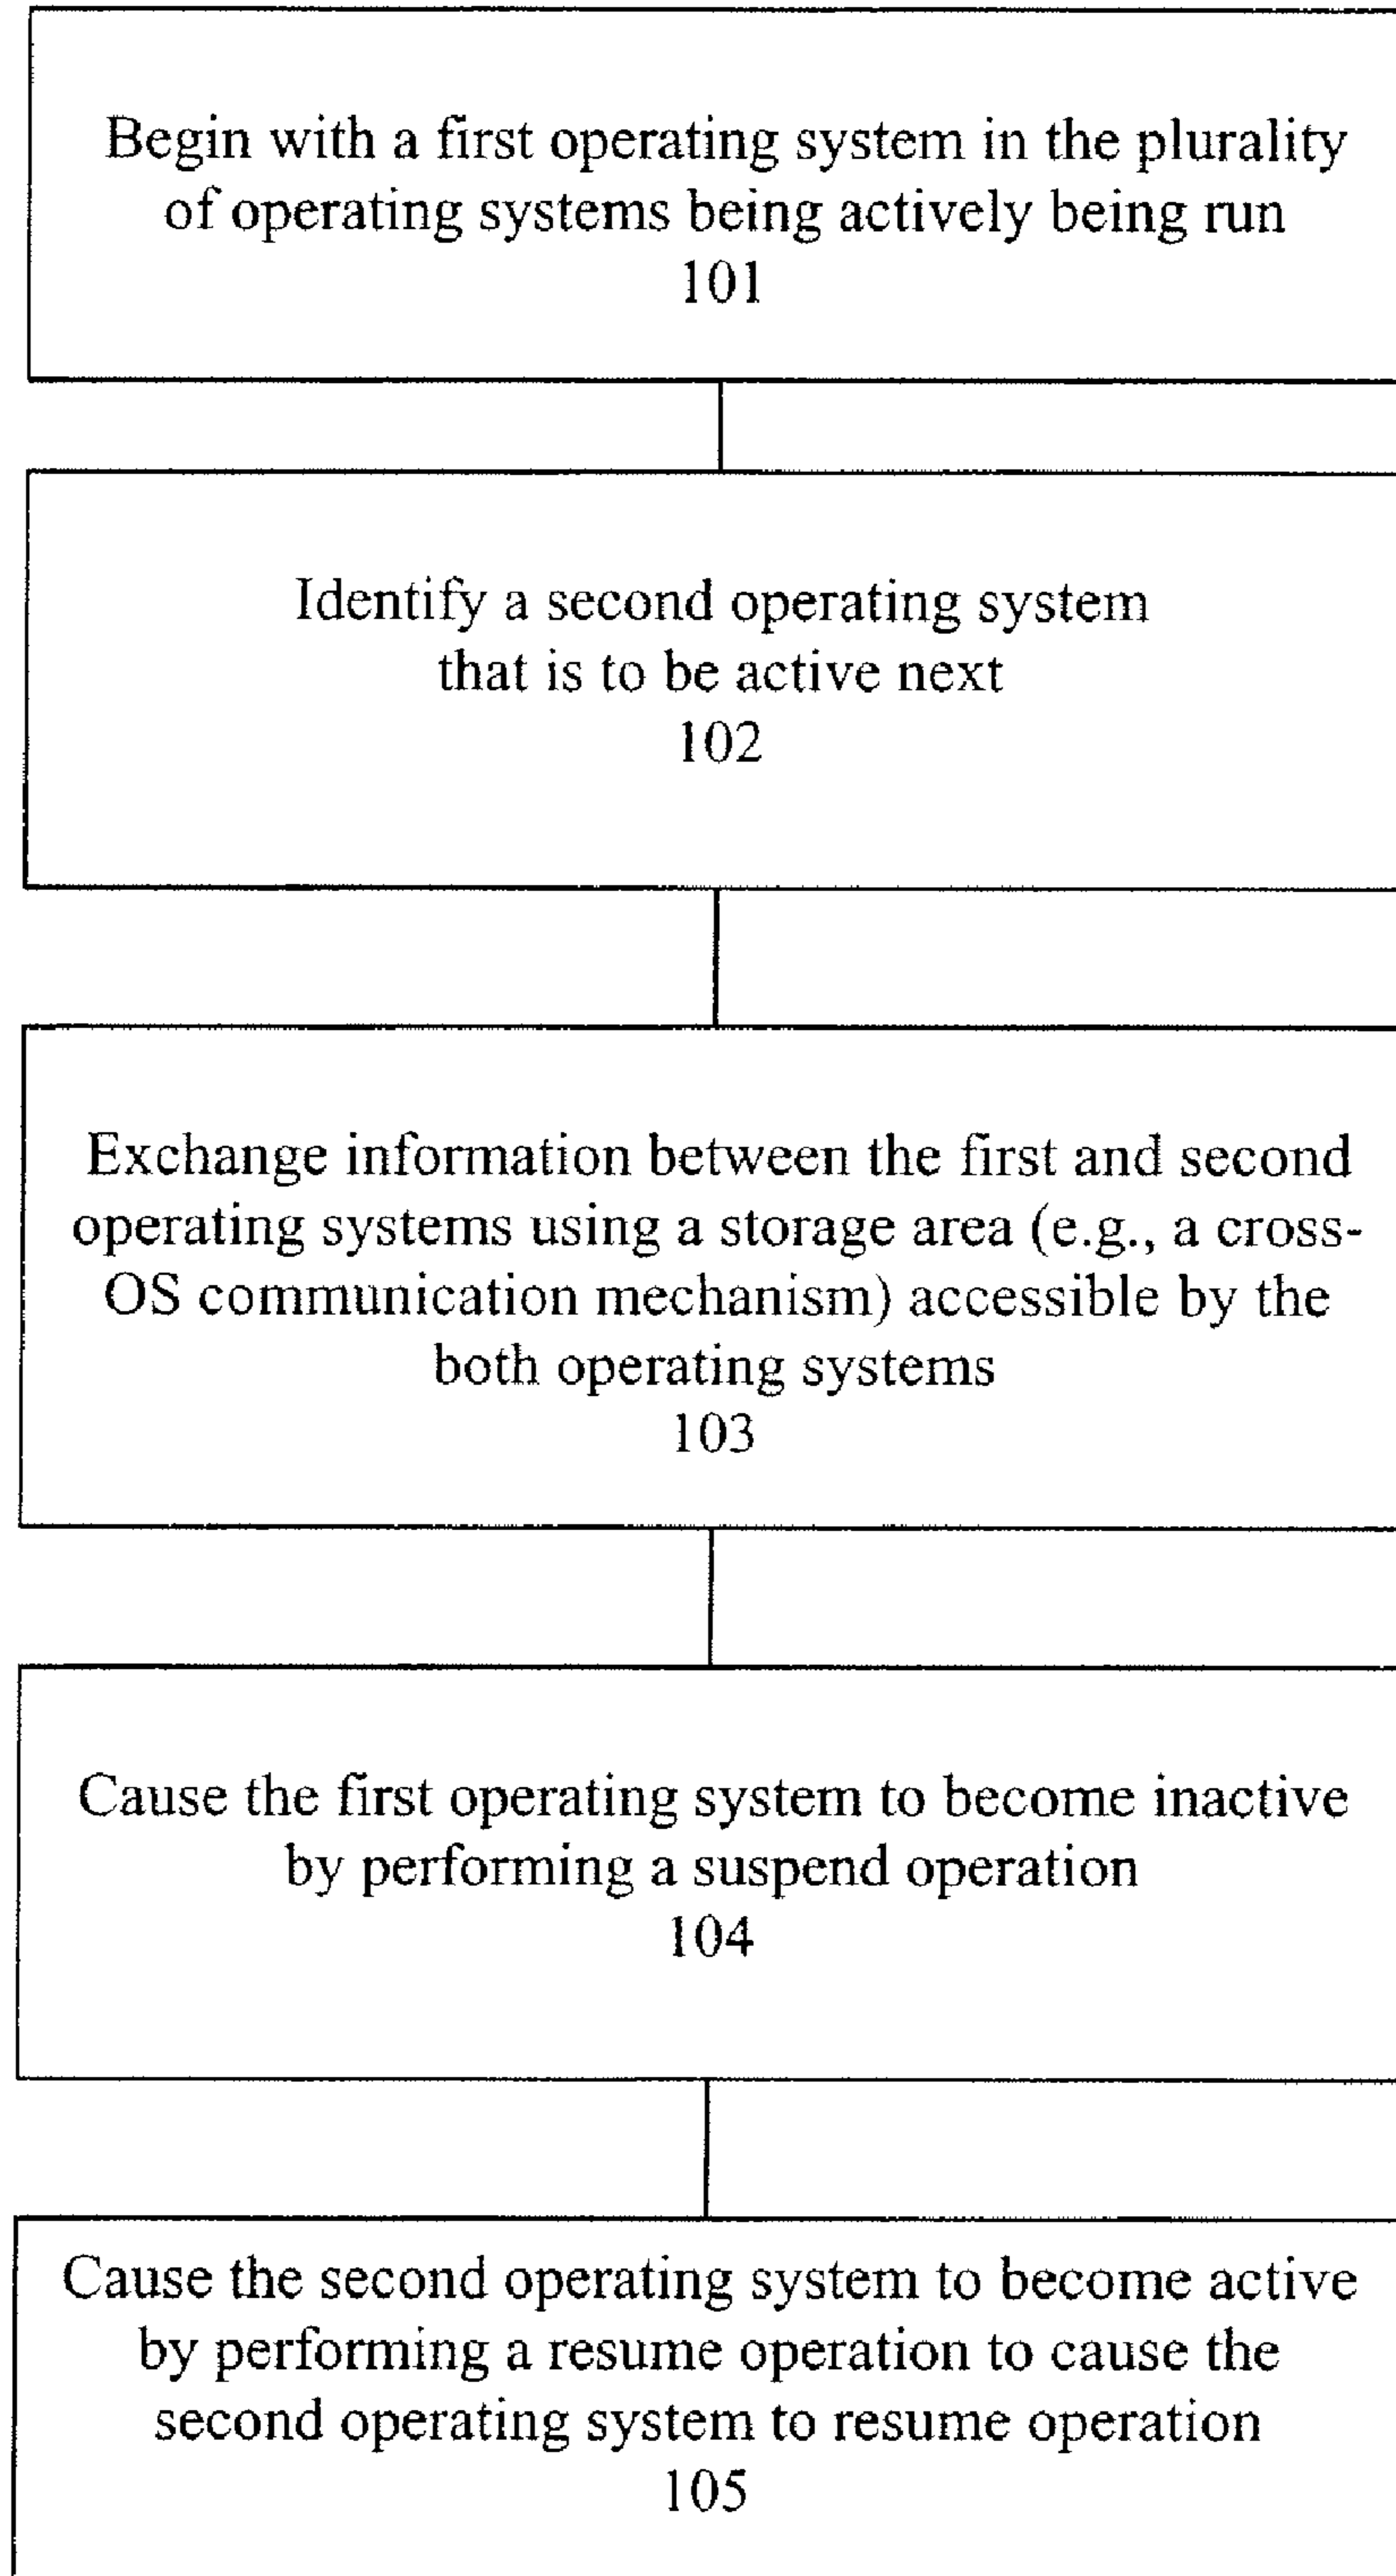 Begin with a first operating system in the plurality
of operating systems being actively being run
101
Identify a second operating system
that is to be active next
102
Exchange information between the first and second
operating systems using a storage area (e.g., a cross-
OS communication mechanism) accessible by the
both operating systems
103
Cause the first operating system to become inactive
by performing a suspend operation
104
Cause the second operating system to become active
by performing a resume operation to cause the
second operating system to resume operation
105